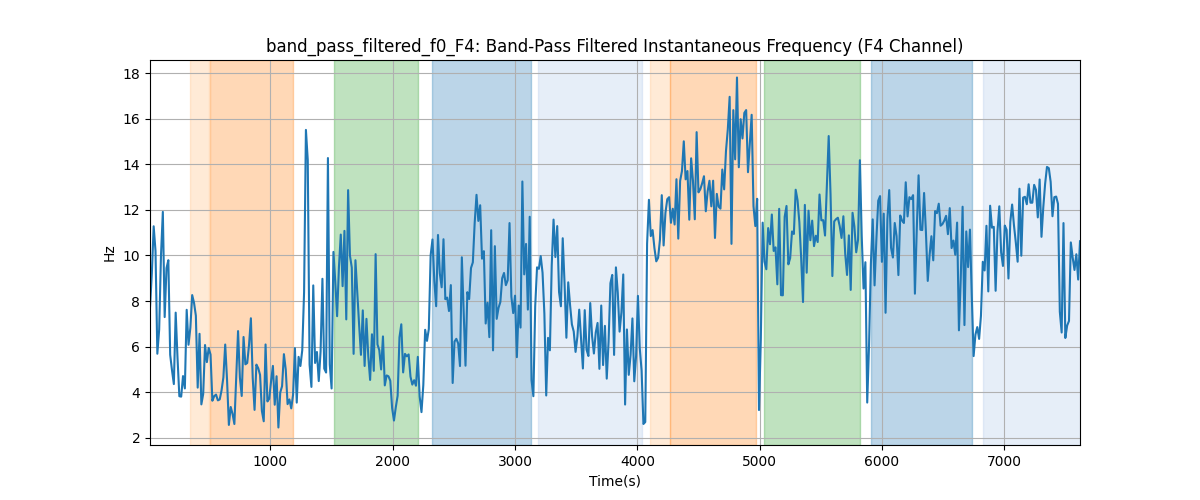 band_pass_filtered_f0_F4: Band-Pass Filtered Instantaneous Frequency (F4 Channel)
18
16
14
12
10
8
6
4
2
Hz
1000 2000 3000 4000 5000 6000 7000
Time(s)